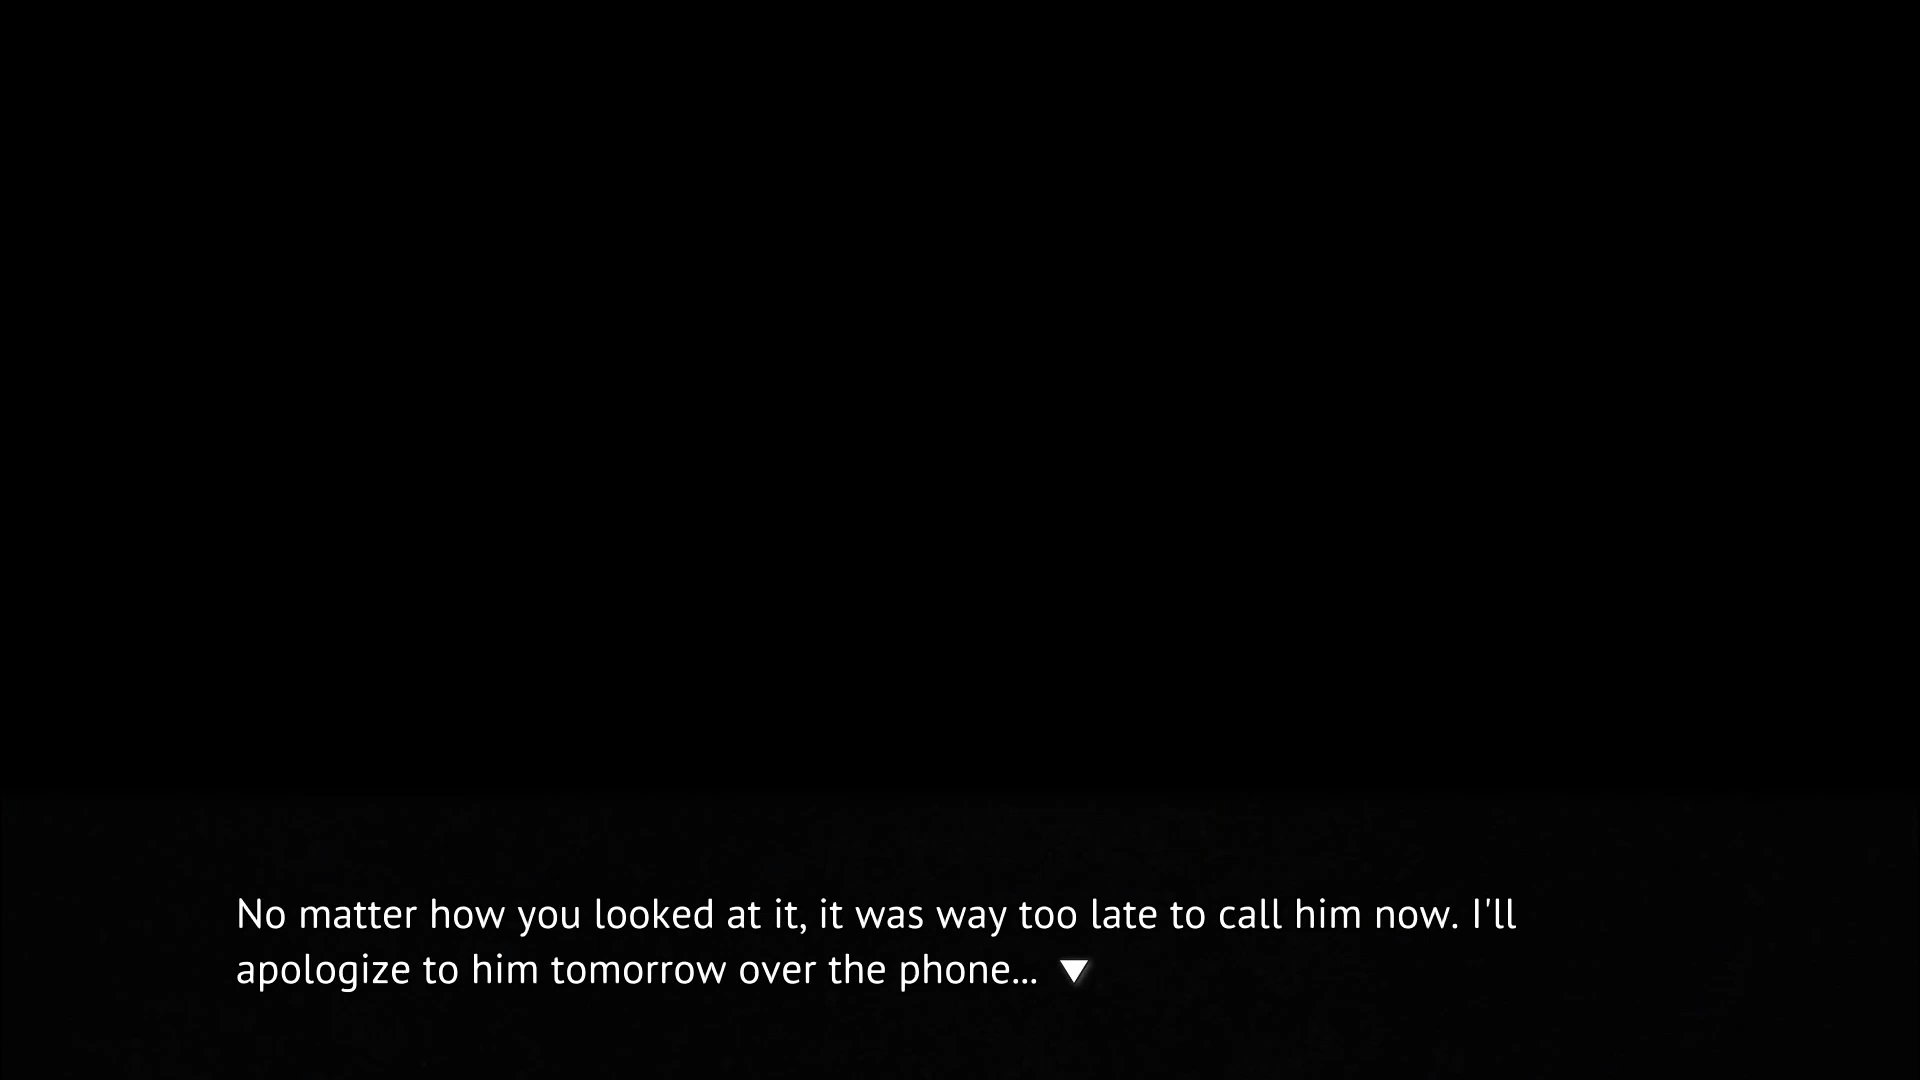 No matter how you looked at it, it was way too late to call him now. I'll
apologize to him tomorrow over the phone...